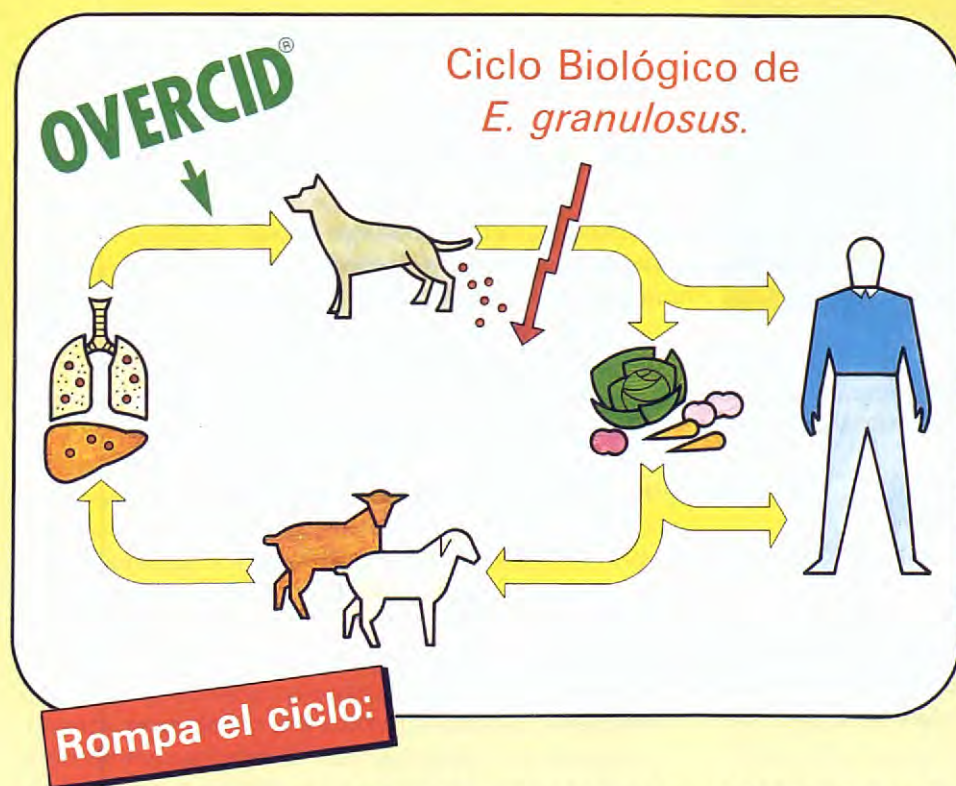 OVERCID®
Ciclo Biológico de
E. granulosus.
Rompa el ciclo: